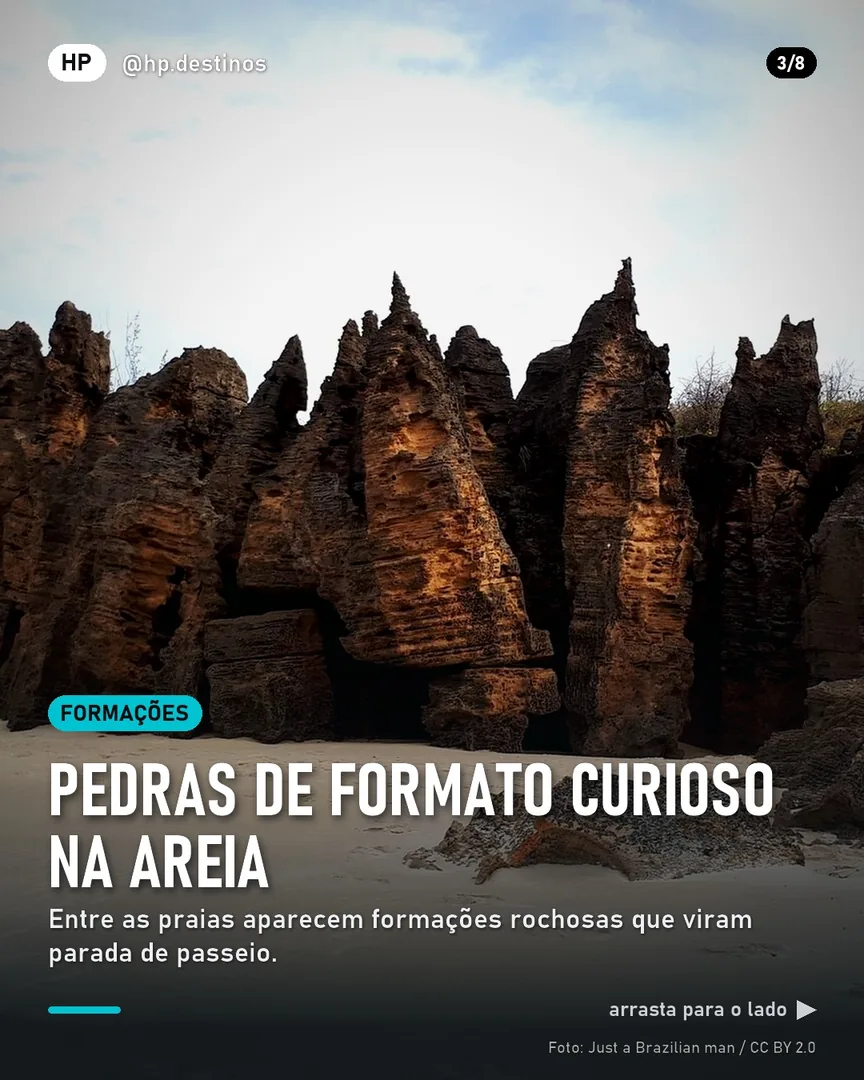 HP @hp.destinos 3/8
FORMAÇÕES
PEDRAS DE FORMATO CURIOSO
NA AREIA
Entre as praias aparecem formações rochosas que viram
parada de passeio.
arrasta para o lado ▶
Foto: Just a Brazilian man / CC BY 2.0